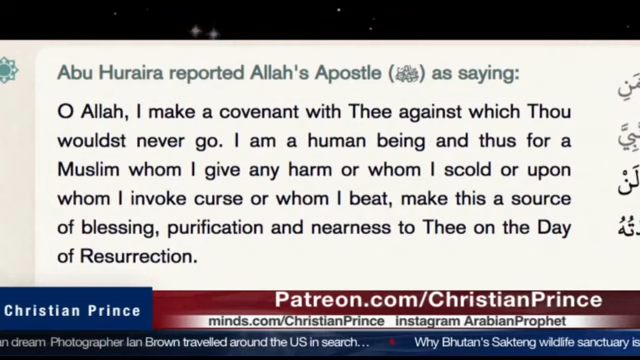 Abu Huraira reported Allah's Apostle (ﷺ) as saying:
O Allah, I make a covenant with Thee against which Thou
wouldst never go. I am a human being and thus for a
Muslim whom I give any harm or whom I scold or upon
whom I invoke curse or whom I beat, make this a source
of blessing, purification and nearness to Thee on the Day
of Resurrection.
Christian Prince
Patreon.com/ChristianPrince
minds.com/ChristianPrince instagram ArabianProphet
dream Photographer Ian Brown travelled around the US in search... Why Bhutan's Sakteng wildlife sanctuary is